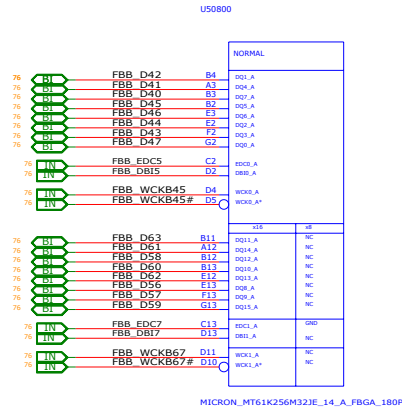 U50800
NORMAL
76 BI FBB_D42 B4 DQ1_A
76 BI FBB_D41 A3 DQ4_A
76 BI FBB_D40 B3 DQ7_A
76 BI FBB_D45 B2 DQ5_A
76 BI FBB_D46 E3 DQ6_A
76 BI FBB_D44 E2 DQ2_A
76 BI FBB_D43 F2 DQ3_A
76 BI FBB_D47 G2 DQ0_A
76 IN FBB_EDC5 C2 EDC0_A
76 IN FBB_DBI5 D2 DBI0_A
76 IN FBB_WCKB45 D4 WCK0_A
76 IN FBB_WCKB45# D5 WCK0_A*
x16 x8
76 BI FBB_D63 B11 DQ11_A NC
76 BI FBB_D61 A12 DQ14_A NC
76 BI FBB_D58 B12 DQ12_A NC
76 BI FBB_D60 B13 DQ10_A NC
76 BI FBB_D62 E12 DQ13_A NC
76 BI FBB_D56 E13 DQ8_A NC
76 BI FBB_D57 F13 DQ9_A NC
76 BI FBB_D59 G13 DQ15_A NC
76 IN FBB_EDC7 C13 EDC1_A GND
76 IN FBB_DBI7 D13 DBI1_A NC
76 IN FBB_WCKB67 D11 WCK1_A NC
76 IN FBB_WCKB67# D10 WCK1_A* NC
MICRON_MT61K256M32JE_14_A_FBGA_180P